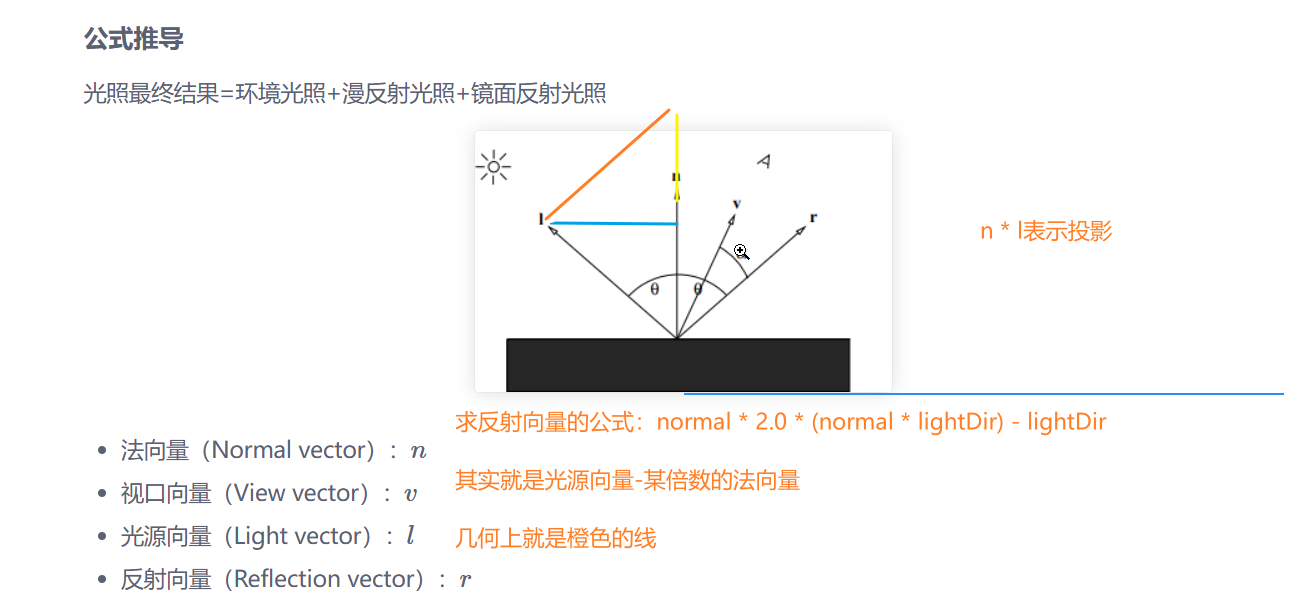 公式推导
光照最终结果=环境光照+漫反射光照+镜面反射光照
n
v
l
r
θ
θ
n * l表示投影
求反射向量的公式：normal * 2.0 * (normal * lightDir) - lightDir
法向量（Normal vector）：n
其实就是光源向量-某倍数的法向量
视口向量（View vector）：v
光源向量（Light vector）：l
几何上就是橙色的线
反射向量（Reflection vector）：r